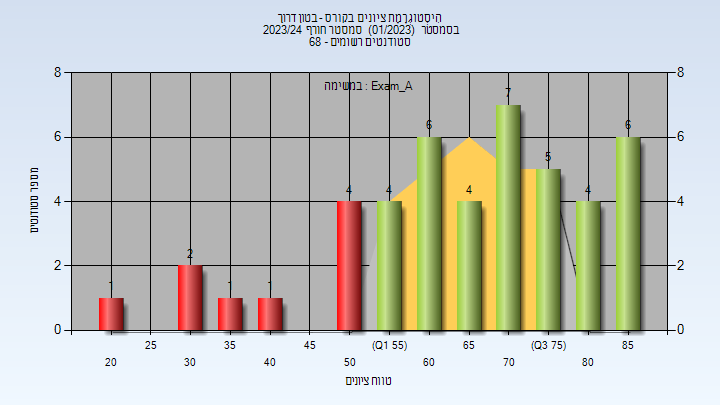 היסטוגרמת ציונים בקורס - בטון דרוך
בסמסטר (01/2023) סמסטר חורף 2023/24
סטודנטים רשומים - 68
במשימה : Exam_A
מספר סטודנטים
8 8
6 6
4 4
2 2
0 0
1 2 1 1 4 4 6 4 7 5 4 6
25 35 45 (Q1 55) 65 (Q3 75) 85
20 30 40 50 60 70 80
טווח ציונים